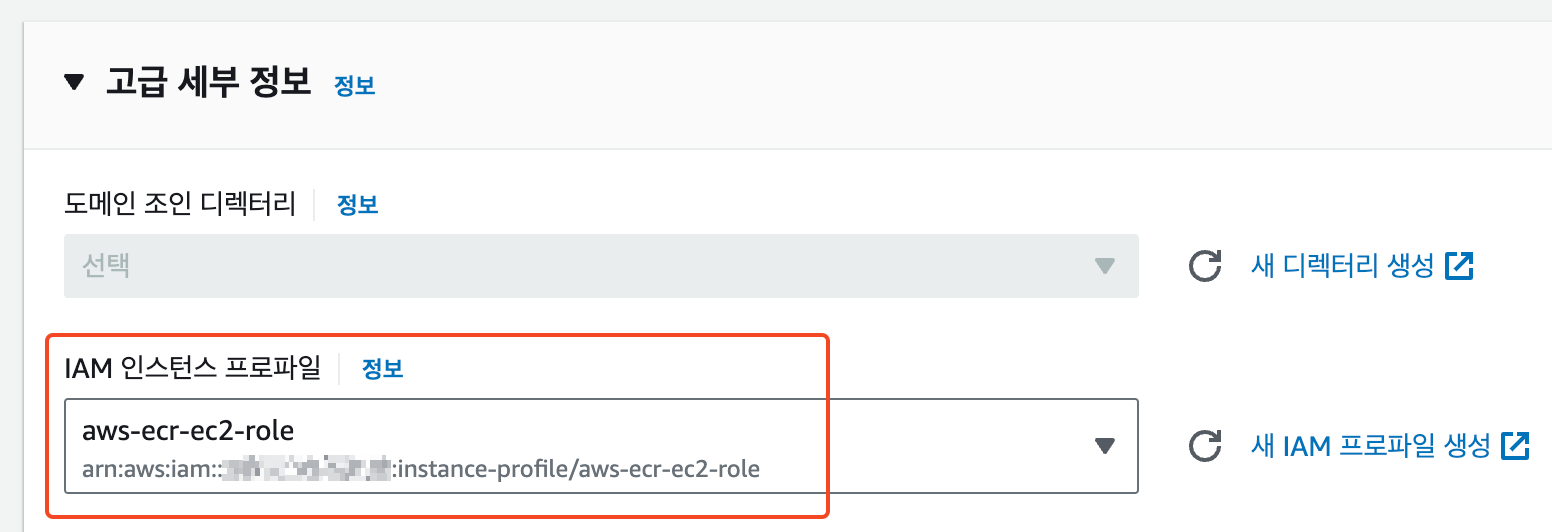 고급 세부 정보 정보
도메인 조인 디렉터리 정보
선택 새 디렉터리 생성
IAM 인스턴스 프로파일 정보
aws-ecr-ec2-role
arn:aws:iam:: :instance-profile/aws-ecr-ec2-role
새 IAM 프로파일 생성